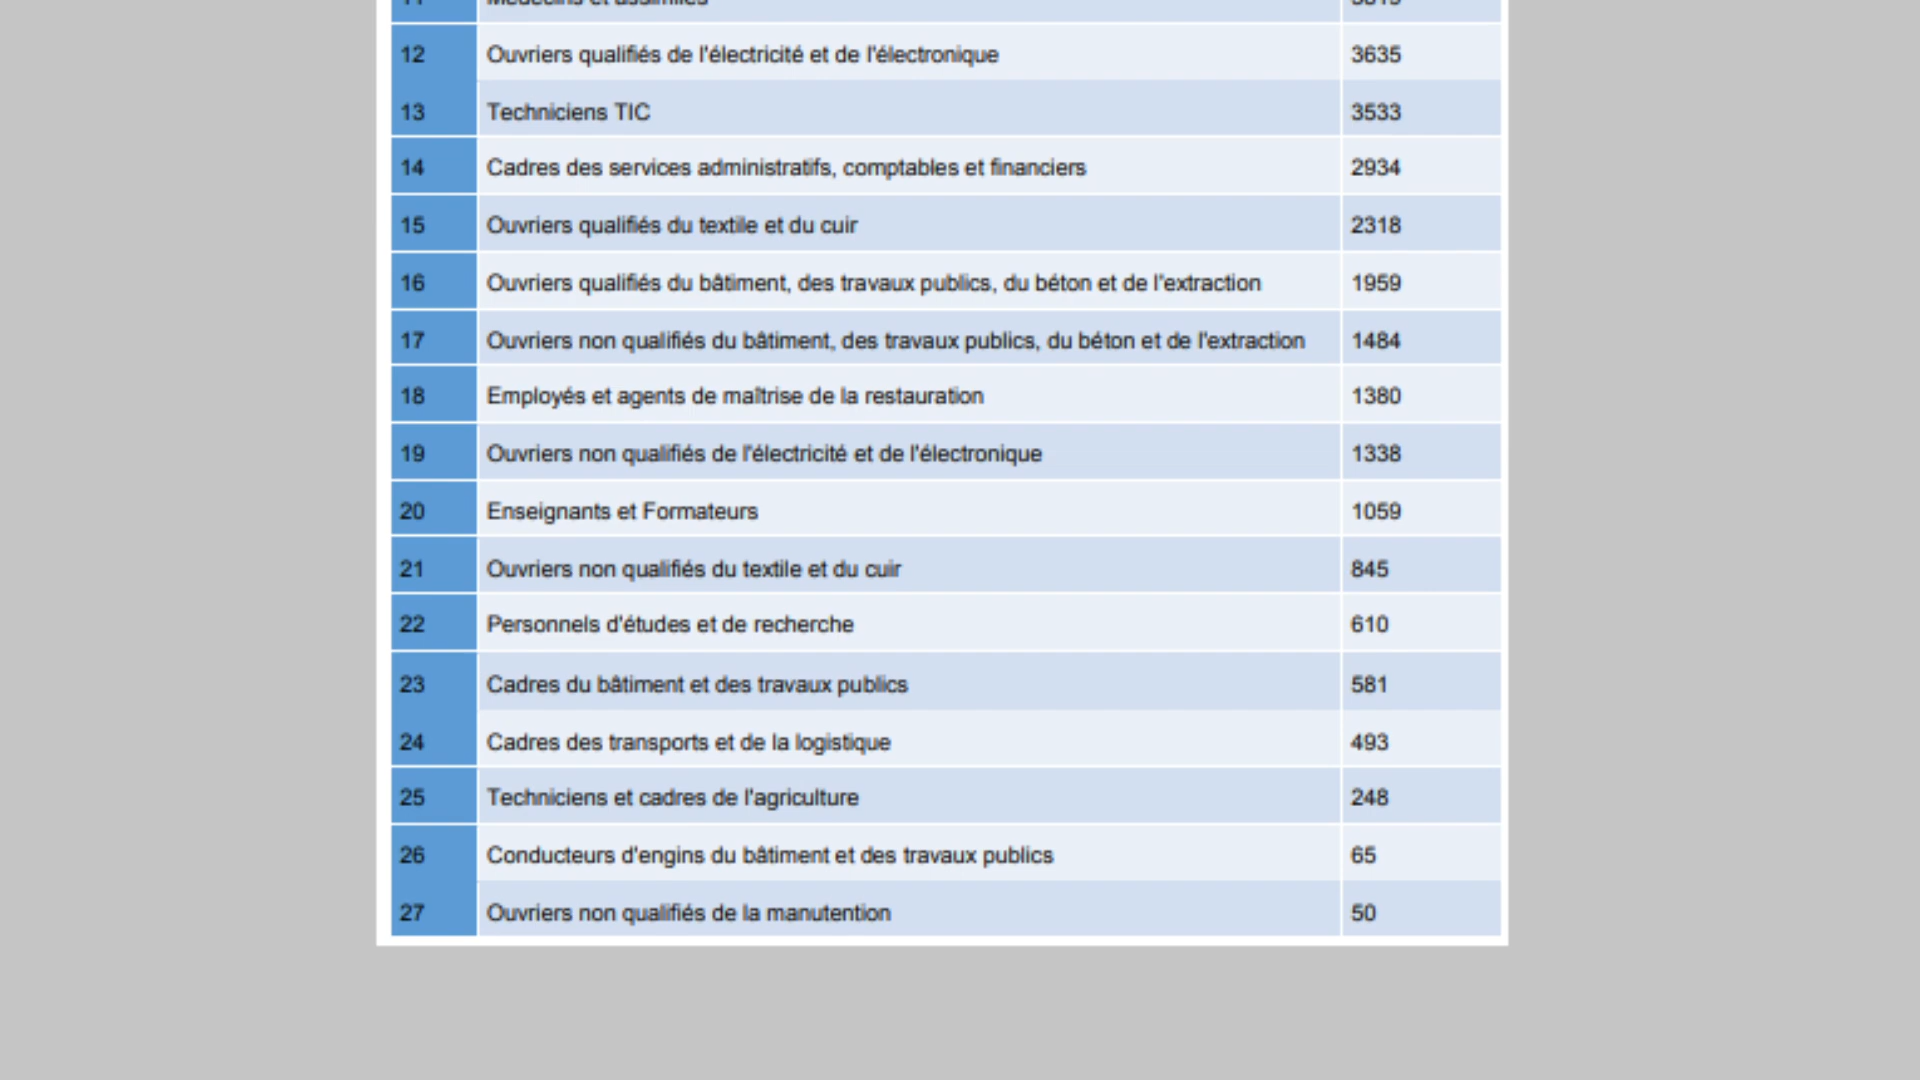 12 Ouvriers qualifiés de l'électricité et de l'électronique 3635
13 Techniciens TIC 3533
14 Cadres des services administratifs, comptables et financiers 2934
15 Ouvriers qualifiés du textile et du cuir 2318
16 Ouvriers qualifiés du bâtiment, des travaux publics, du béton et de l'extraction 1959
17 Ouvriers non qualifiés du bâtiment, des travaux publics, du béton et de l'extraction 1484
18 Employés et agents de maîtrise de la restauration 1380
19 Ouvriers non qualifiés de l'électricité et de l'électronique 1338
20 Enseignants et Formateurs 1059
21 Ouvriers non qualifiés du textile et du cuir 845
22 Personnels d'études et de recherche 610
23 Cadres du bâtiment et des travaux publics 581
24 Cadres des transports et de la logistique 493
25 Techniciens et cadres de l'agriculture 248
26 Conducteurs d'engins du bâtiment et des travaux publics 65
27 Ouvriers non qualifiés de la manutention 50